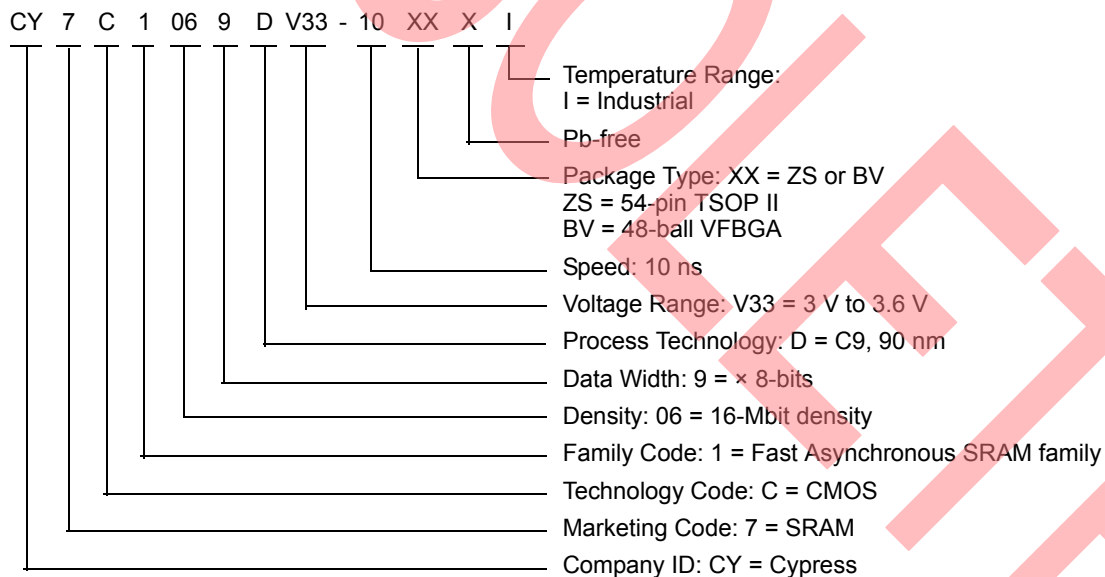 CY 7 C 1 06 9 D V33 - 10 XX X I
Temperature Range:
I = Industrial
Pb-free
Package Type: XX = ZS or BV
ZS = 54-pin TSOP II
BV = 48-ball VFBGA
Speed: 10 ns
Voltage Range: V33 = 3 V to 3.6 V
Process Technology: D = C9, 90 nm
Data Width: 9 = × 8-bits
Density: 06 = 16-Mbit density
Family Code: 1 = Fast Asynchronous SRAM family
Technology Code: C = CMOS
Marketing Code: 7 = SRAM
Company ID: CY = Cypress